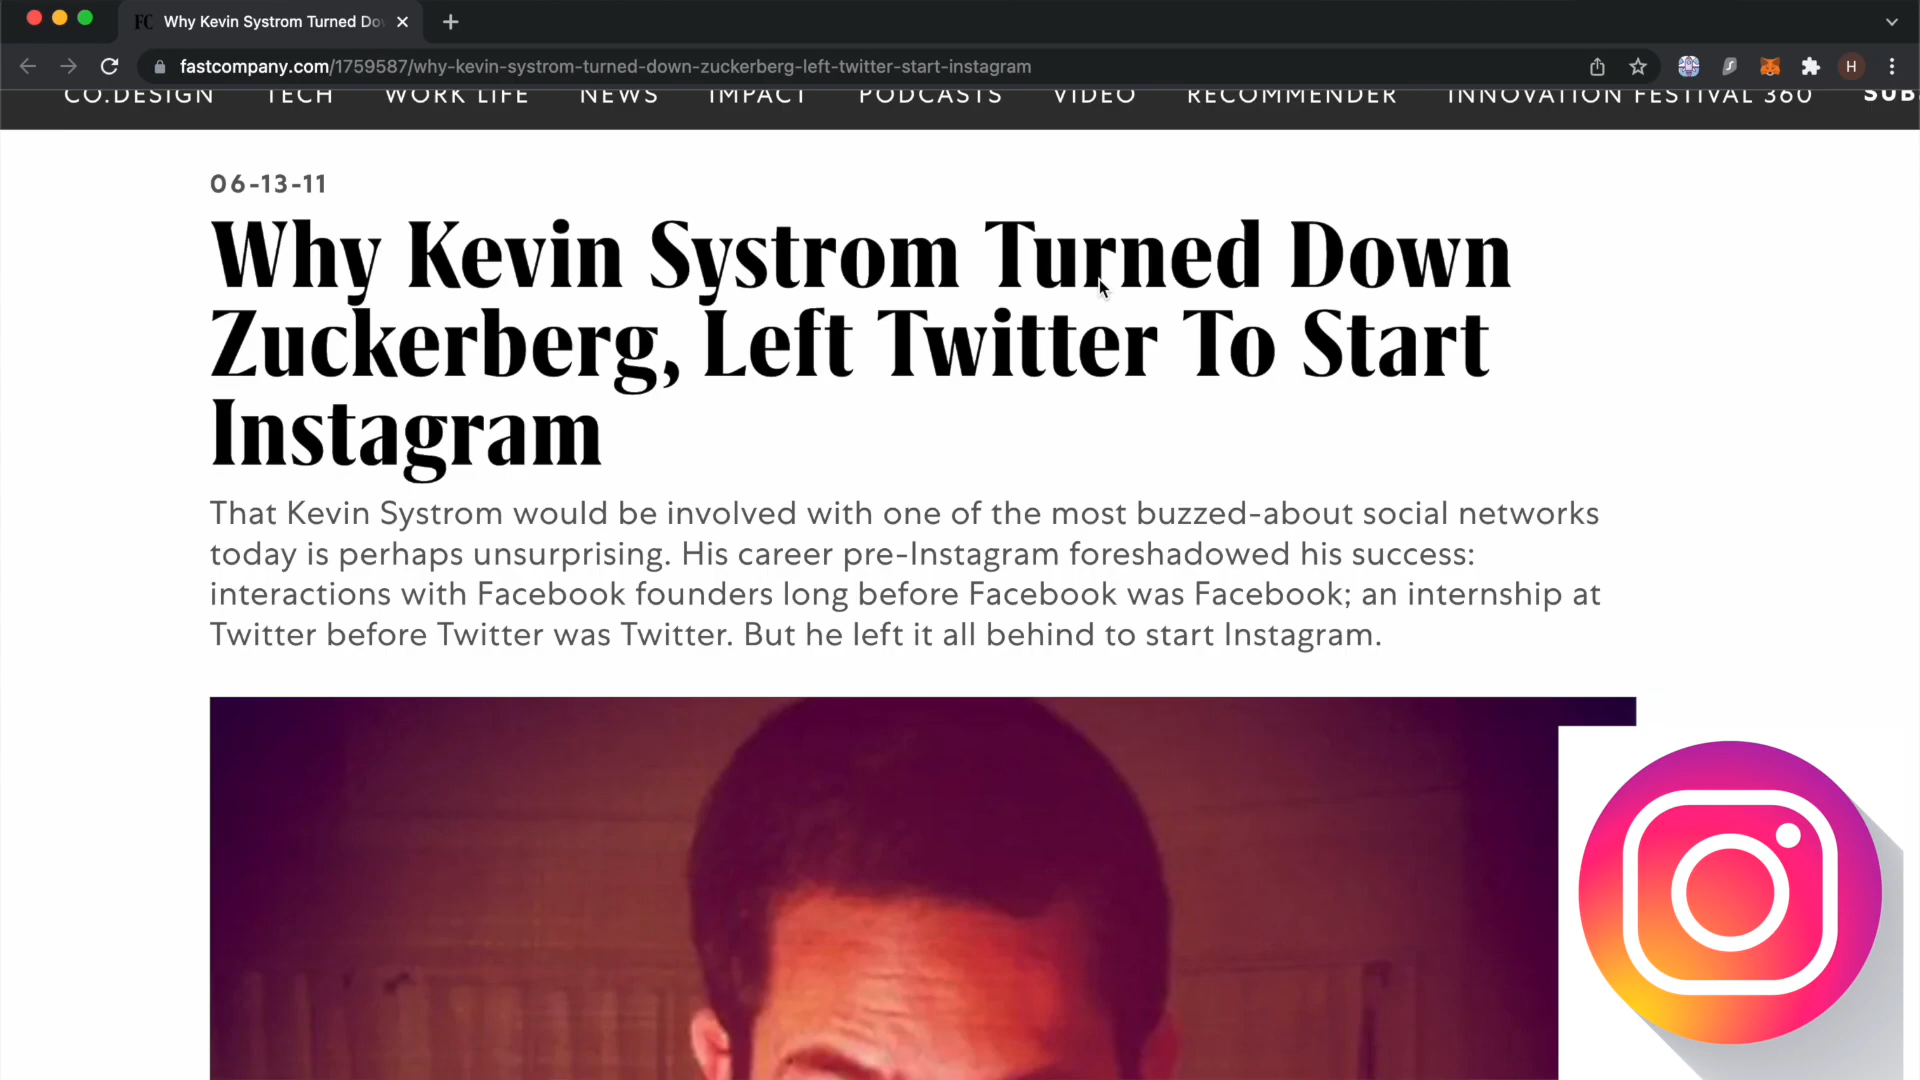 FC Why Kevin Systrom Turned Do
fastcompany.com/1759587/why-kevin-systrom-turned-down-zuckerberg-left-twitter-start-instagram
H
CO.DESIGN TECH WORK LIFE NEWS IMPACT PODCASTS VIDEO RECOMMENDER INNOVATION FESTIVAL 360 SUB
06-13-11
Why Kevin Systrom Turned Down
Zuckerberg, Left Twitter To Start
Instagram
That Kevin Systrom would be involved with one of the most buzzed-about social networks
today is perhaps unsurprising. His career pre-Instagram foreshadowed his success:
interactions with Facebook founders long before Facebook was Facebook; an internship at
Twitter before Twitter was Twitter. But he left it all behind to start Instagram.